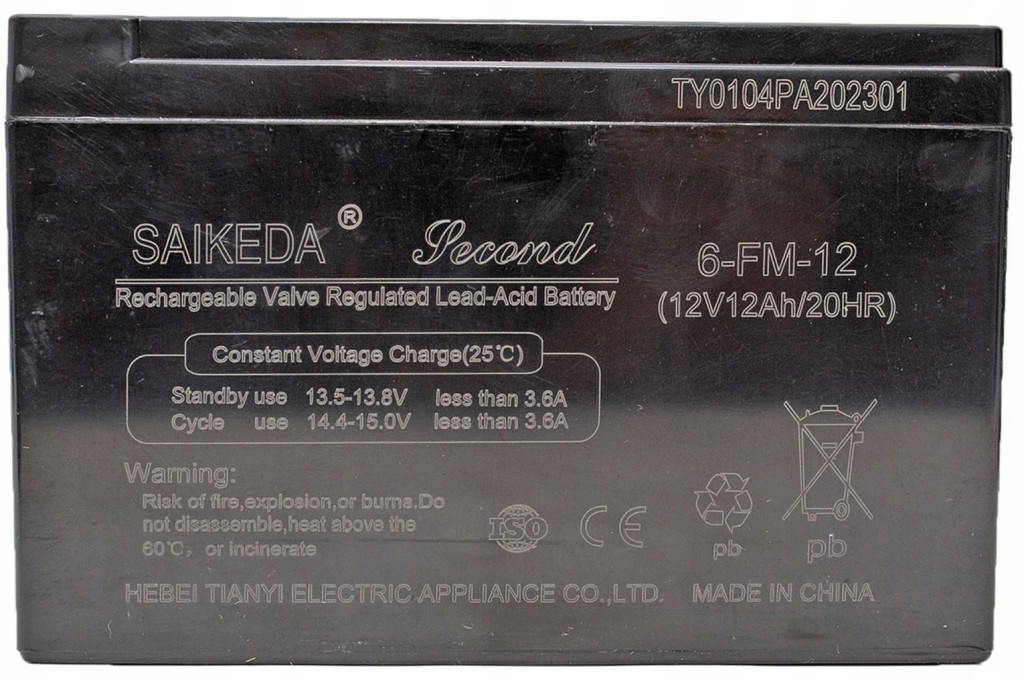 TY0104PA202301
SAIKEDA® Second
Rechargeable Valve Regulated Lead-Acid Battery
6-FM-12
(12V12Ah/20HR)
Constant Voltage Charge(25℃)
Standby use 13.5-13.8V less than 3.6A
Cycle use 14.4-15.0V less than 3.6A
Warning:
Risk of fire,explosion,or burns.Do
not disassemble,heat above the
60℃, or incinerate
ISO CE
pb
pb
HEBEI TIANYI ELECTRIC APPLIANCE CO.,LTD. MADE IN CHINA